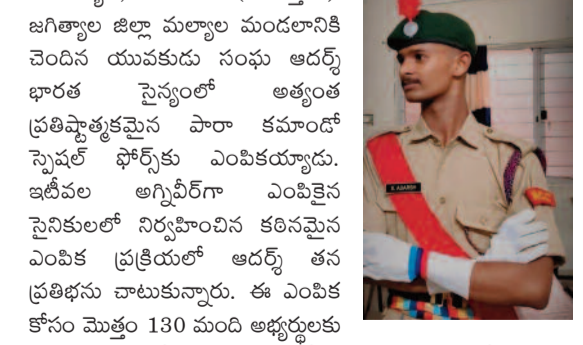 జగిత్యాల జిల్లా మల్యాల మండలానికి
చెందిన యువకుడు సంఘ ఆదర్శ్
భారత సైన్యంలో అత్యంత
ప్రతిష్టాత్మకమైన పారా కమాండో
స్పెషల్ ఫోర్స్‌కు ఎంపికయ్యాడు.
ఇటీవల అగ్నివీర్‌గా ఎంపికైన
సైనికులలో నిర్వహించిన కఠినమైన
ఎంపిక ప్రక్రియలో ఆదర్శ్ తన
ప్రతిభను చాటుకున్నారు. ఈ ఎంపిక
కోసం మొత్తం 130 మంది అభ్యర్థులకు
S. ADARSH